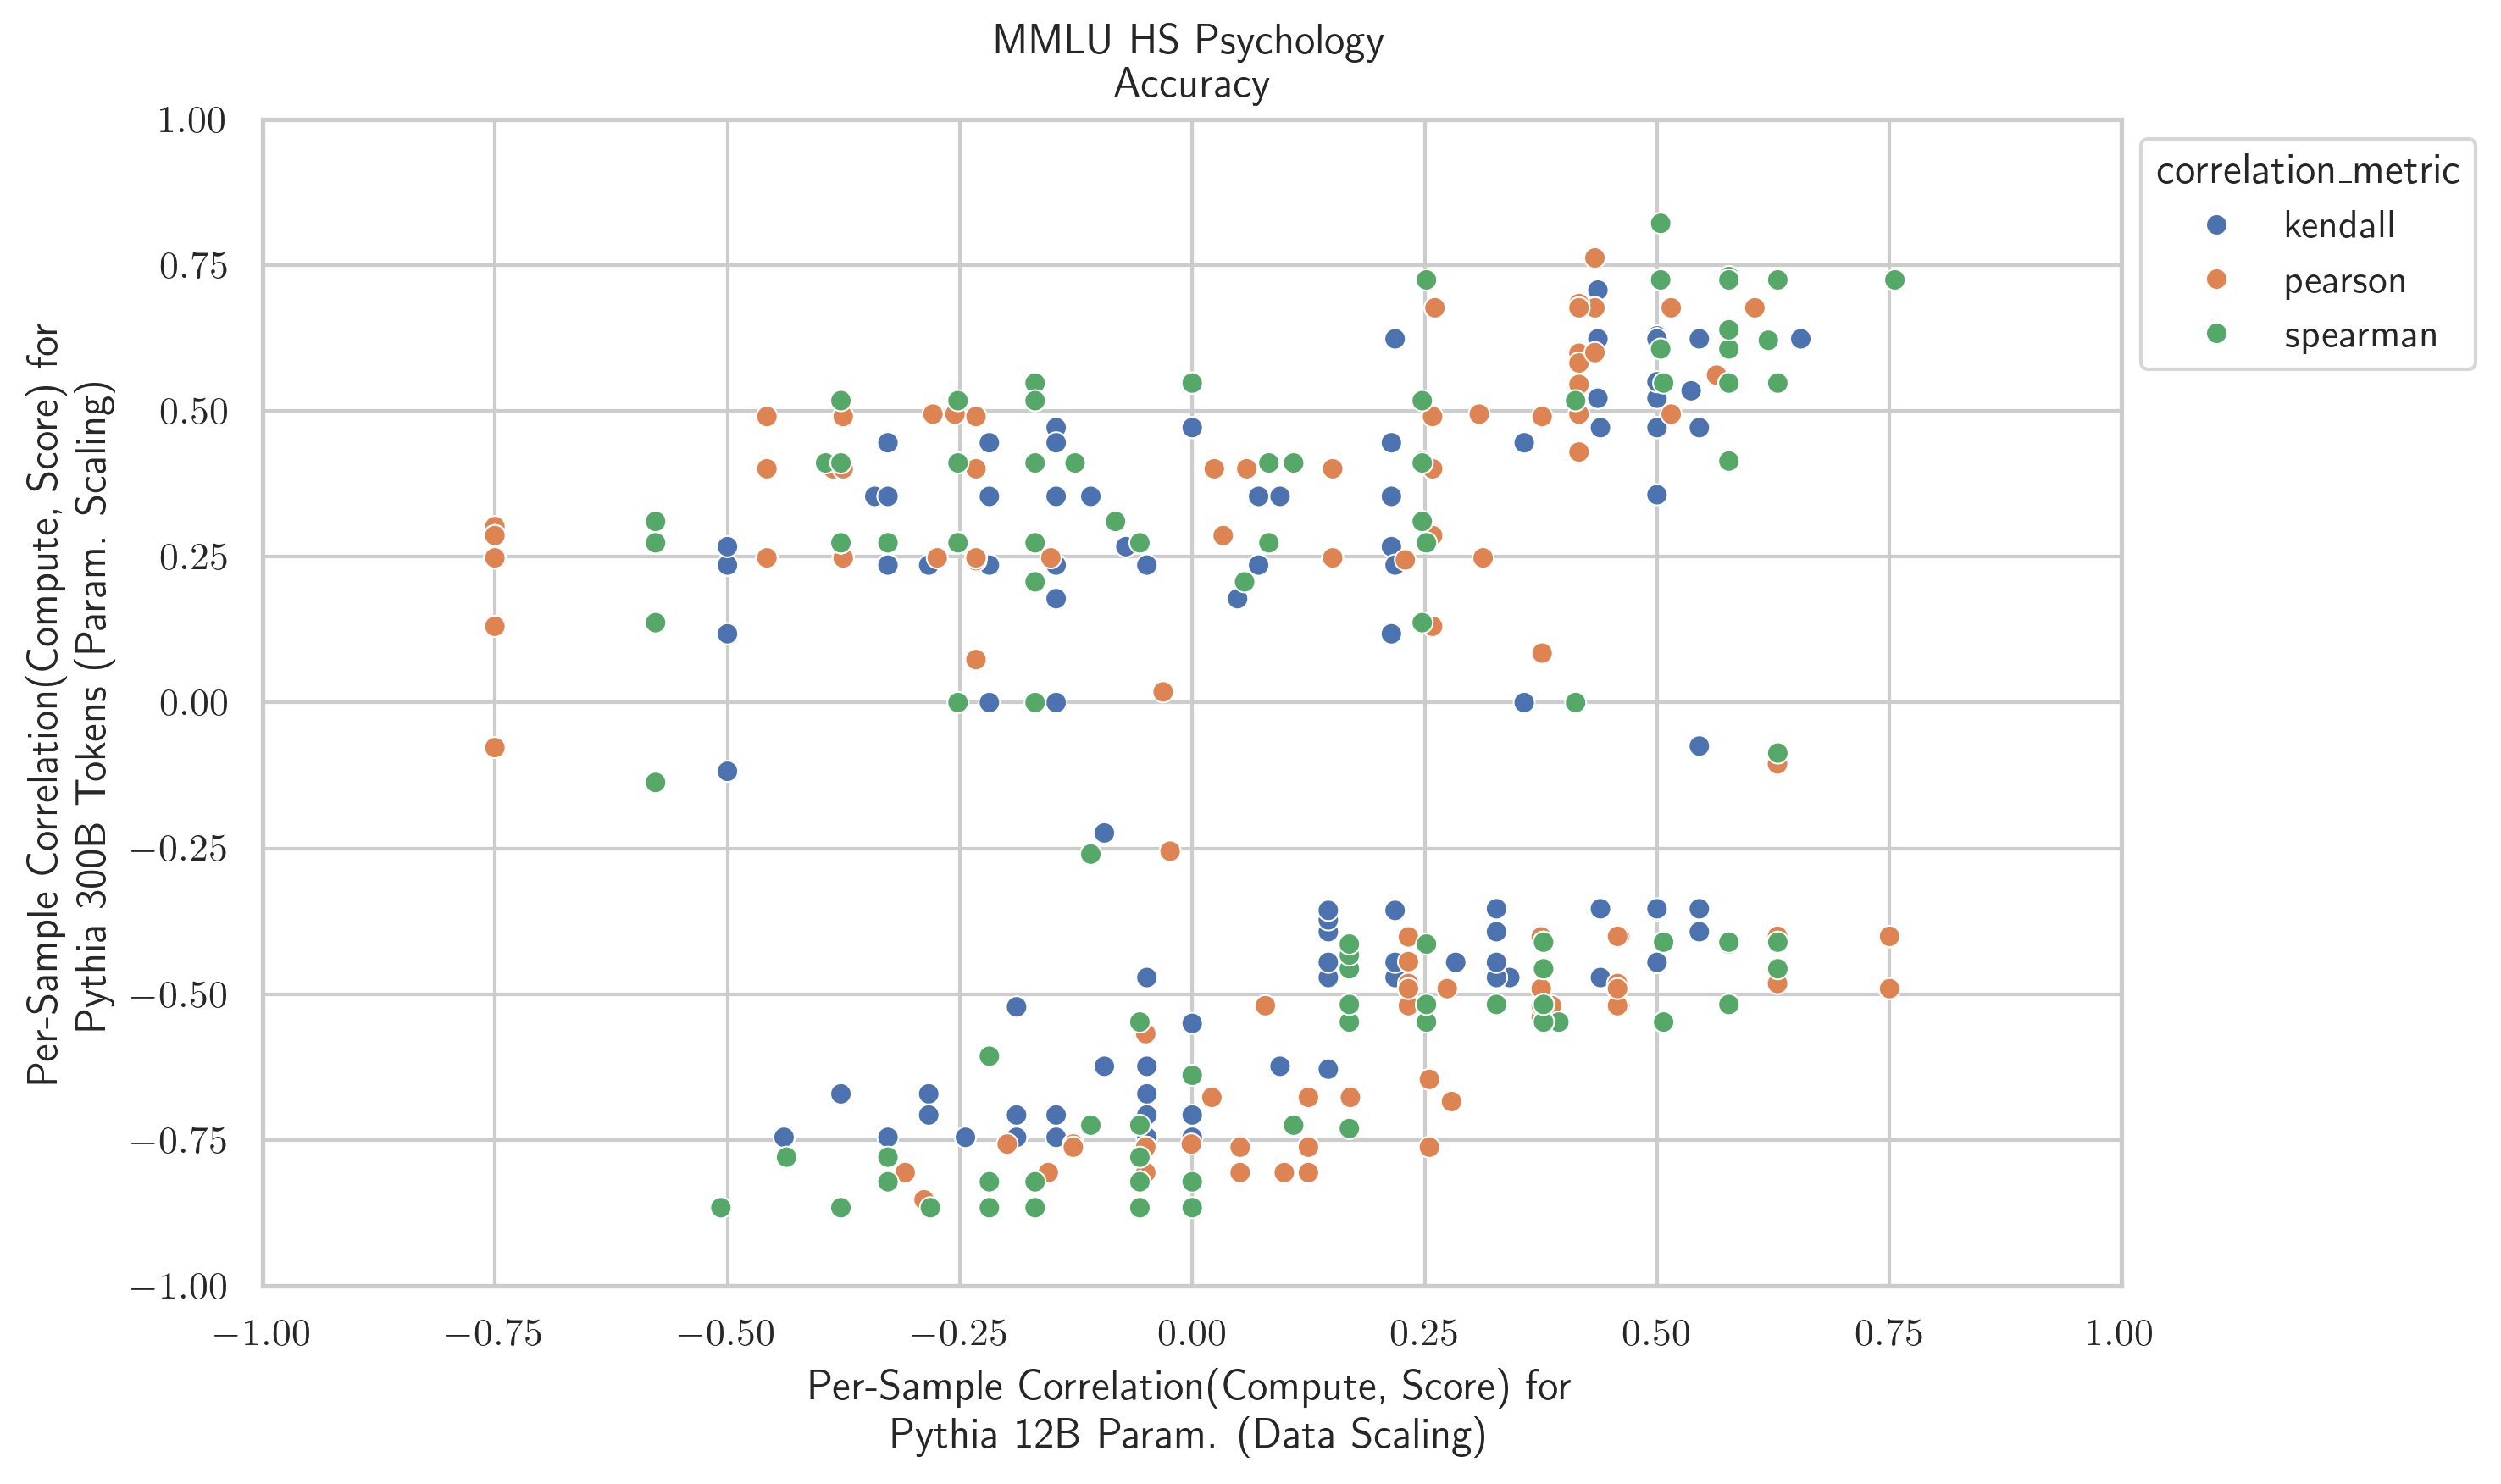 MMLU HS Psychology
Accuracy
Per-Sample Correlation(Compute, Score) for
Pythia 300B Tokens (Param. Scaling)
1.00
0.75
0.50
0.25
0.00
−0.25
−0.50
−0.75
−1.00
−1.00 −0.75 −0.50 −0.25 0.00 0.25 0.50 0.75 1.00
Per-Sample Correlation(Compute, Score) for
Pythia 12B Param. (Data Scaling)
correlation_metric
kendall
pearson
spearman